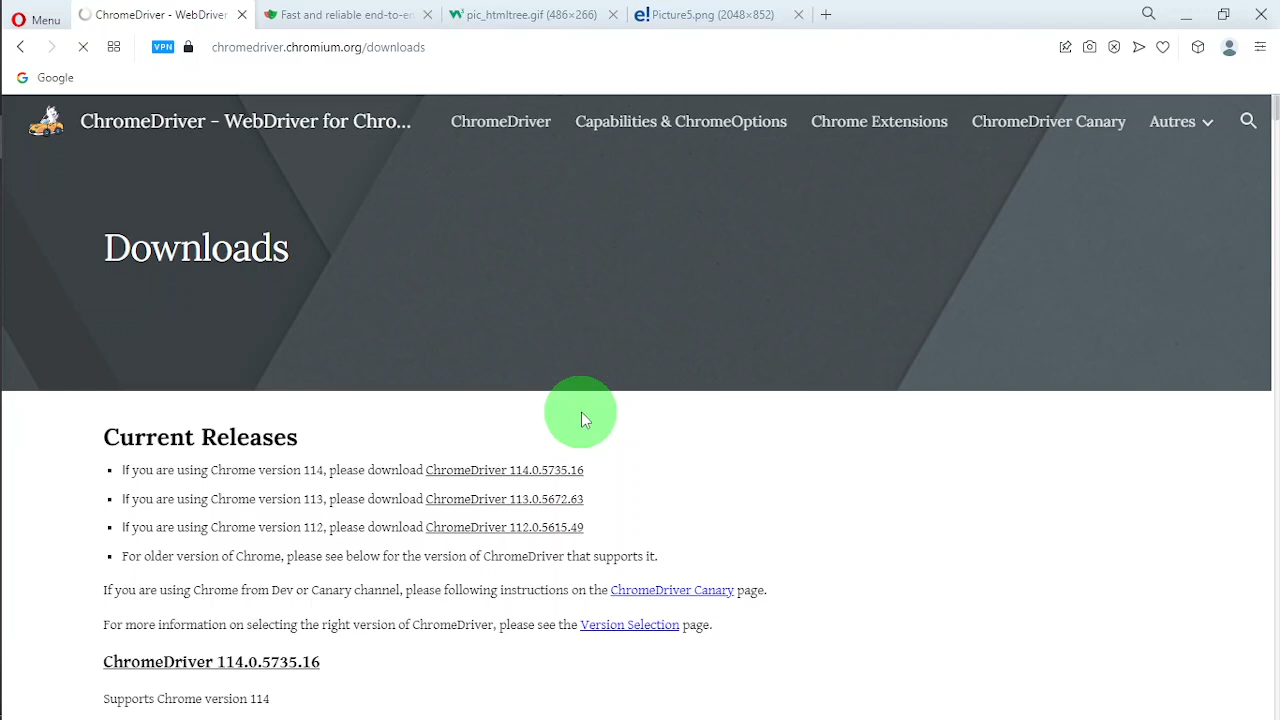 Menu
ChromeDriver - WebDriver
Fast and reliable end-to-en
pic_htmltree.gif (486×266)
e! Picture5.png (2048×852)
VPN
chromedriver.chromium.org/downloads
G Google
ChromeDriver - WebDriver for Chro...
ChromeDriver
Capabilities & ChromeOptions
Chrome Extensions
ChromeDriver Canary
Autres
Downloads
Current Releases
If you are using Chrome version 114, please download ChromeDriver 114.0.5735.16
If you are using Chrome version 113, please download ChromeDriver 113.0.5672.63
If you are using Chrome version 112, please download ChromeDriver 112.0.5615.49
For older version of Chrome, please see below for the version of ChromeDriver that supports it.
If you are using Chrome from Dev or Canary channel, please following instructions on the ChromeDriver Canary page.
For more information on selecting the right version of ChromeDriver, please see the Version Selection page.
ChromeDriver 114.0.5735.16
Supports Chrome version 114